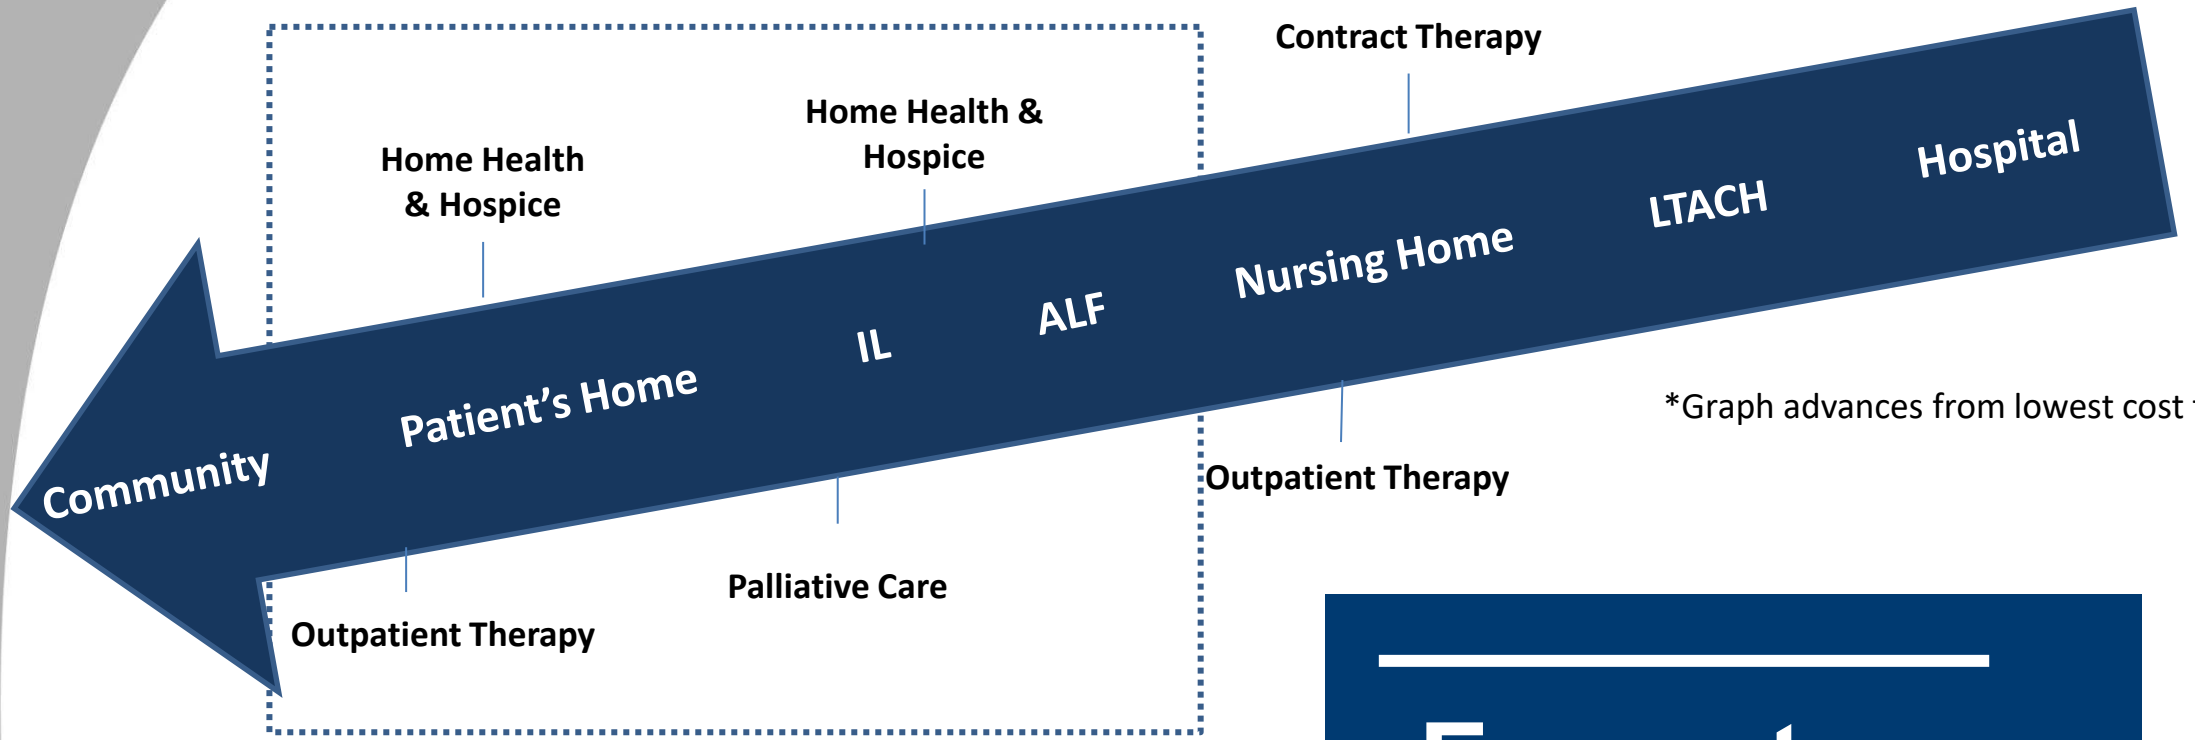 Contract Therapy
Home Health &
Hospice
Home Health
& Hospice
Hospital
LTACH
Nursing Home
ALF
IL
Patient's Home
Community
*Graph advances from lowest cost
Outpatient Therapy
Palliative Care
Outpatient Therapy